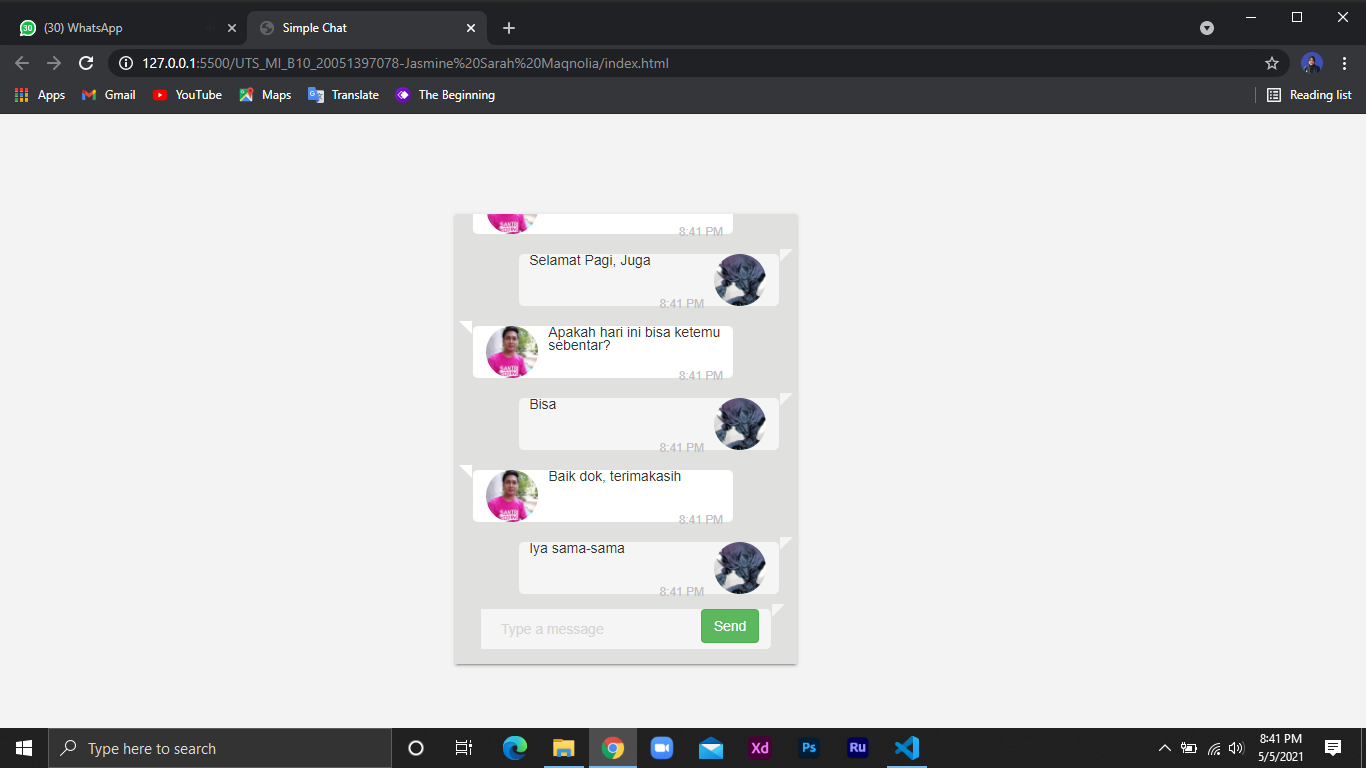 30
(30) WhatsApp
Simple Chat
127.0.0.1:5500/UTS_MI_B10_20051397078-Jasmine%20Sarah%20Maqnolia/index.html
Apps
Gmail
YouTube
Maps
Translate
The Beginning
Reading list
8:41 PM
Selamat Pagi, Juga
8:41 PM
Apakah hari ini bisa ketemu
sebentar?
8:41 PM
Bisa
8:41 PM
Baik dok, terimakasih
8:41 PM
Iya sama-sama
8:41 PM
Type a message
Send
Type here to search
Xd
Ps
Ru
8:41 PM
5/5/2021